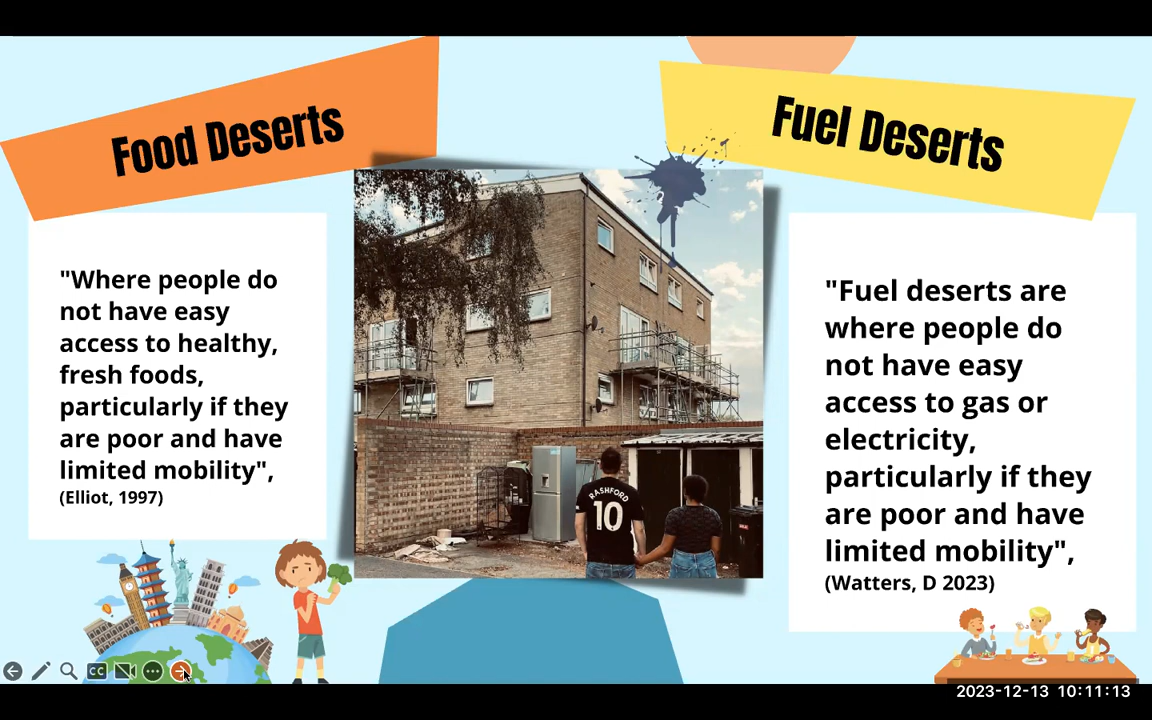 Food Deserts
Fuel Deserts
"Where people do
not have easy
access to healthy,
fresh foods,
particularly if they
are poor and have
limited mobility",
(Elliot, 1997)
RASHFORD
10
"Fuel deserts are
where people do
not have easy
access to gas or
electricity,
particularly if they
are poor and have
limited mobility",
(Watters, D 2023)
CC
2023-12-13 10:11:13